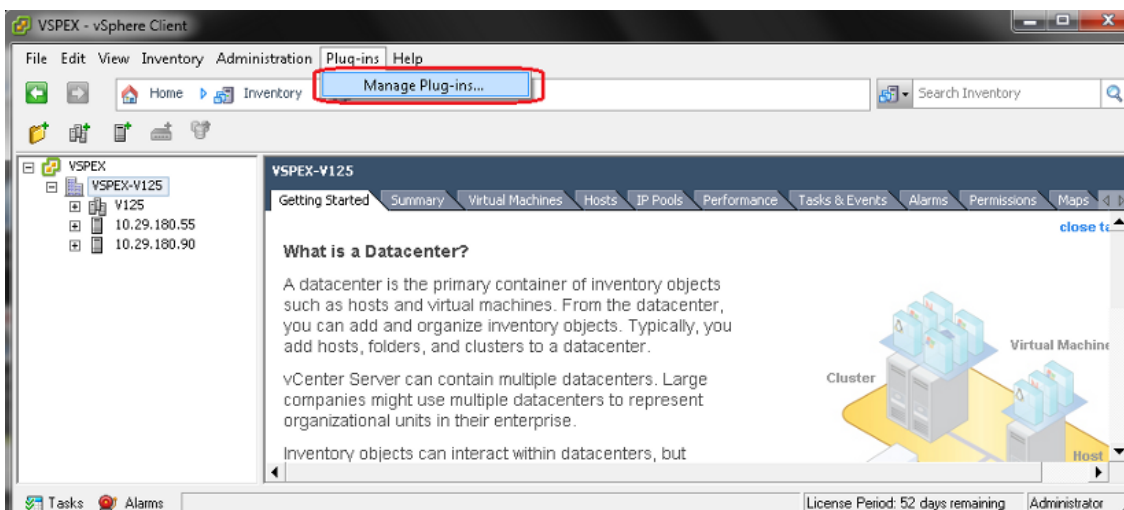 VSPEX - vSphere Client
File Edit View Inventory Administration Plug-ins Help
Manage Plug-ins...
Home Inventory
Search Inventory
VSPEX
VSPEX-V125
V125
10.29.180.55
10.29.180.90
VSPEX-V125
Getting Started Summary Virtual Machines Hosts IP Pools Performance Tasks & Events Alarms Permissions Maps
close ta
What is a Datacenter?
A datacenter is the primary container of inventory objects
such as hosts and virtual machines. From the datacenter,
you can add and organize inventory objects. Typically, you
add hosts, folders, and clusters to a datacenter.
vCenter Server can contain multiple datacenters. Large
companies might use multiple datacenters to represent
organizational units in their enterprise.
Inventory objects can interact within datacenters, but
Virtual Machine
Cluster
Host
Tasks Alarms
License Period: 52 days remaining Administrator